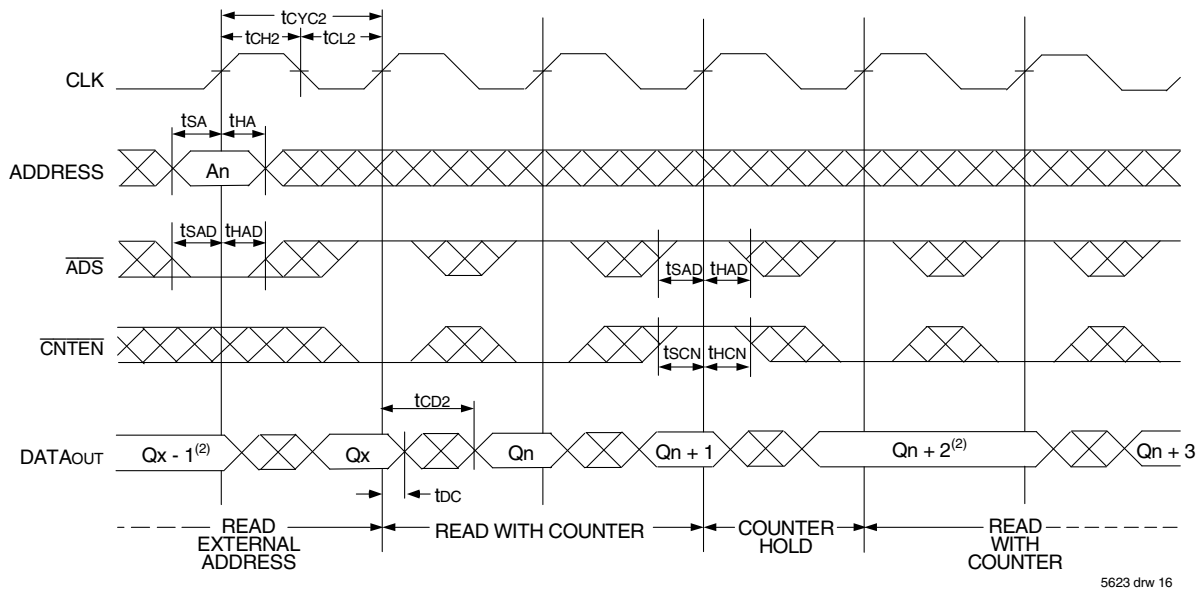 tCYC2
tCH2 tCL2
CLK
tSA tHA
ADDRESS An
tSAD tHAD
ADS tSAD tHAD
CNTEN tSCN tHCN
tCD2
DATAOUT Qx - 1(2) Qx Qn Qn + 1 Qn + 2(2) Qn + 3
tDC
READ EXTERNAL ADDRESS
READ WITH COUNTER
COUNTER HOLD
READ WITH COUNTER
5623 drw 16